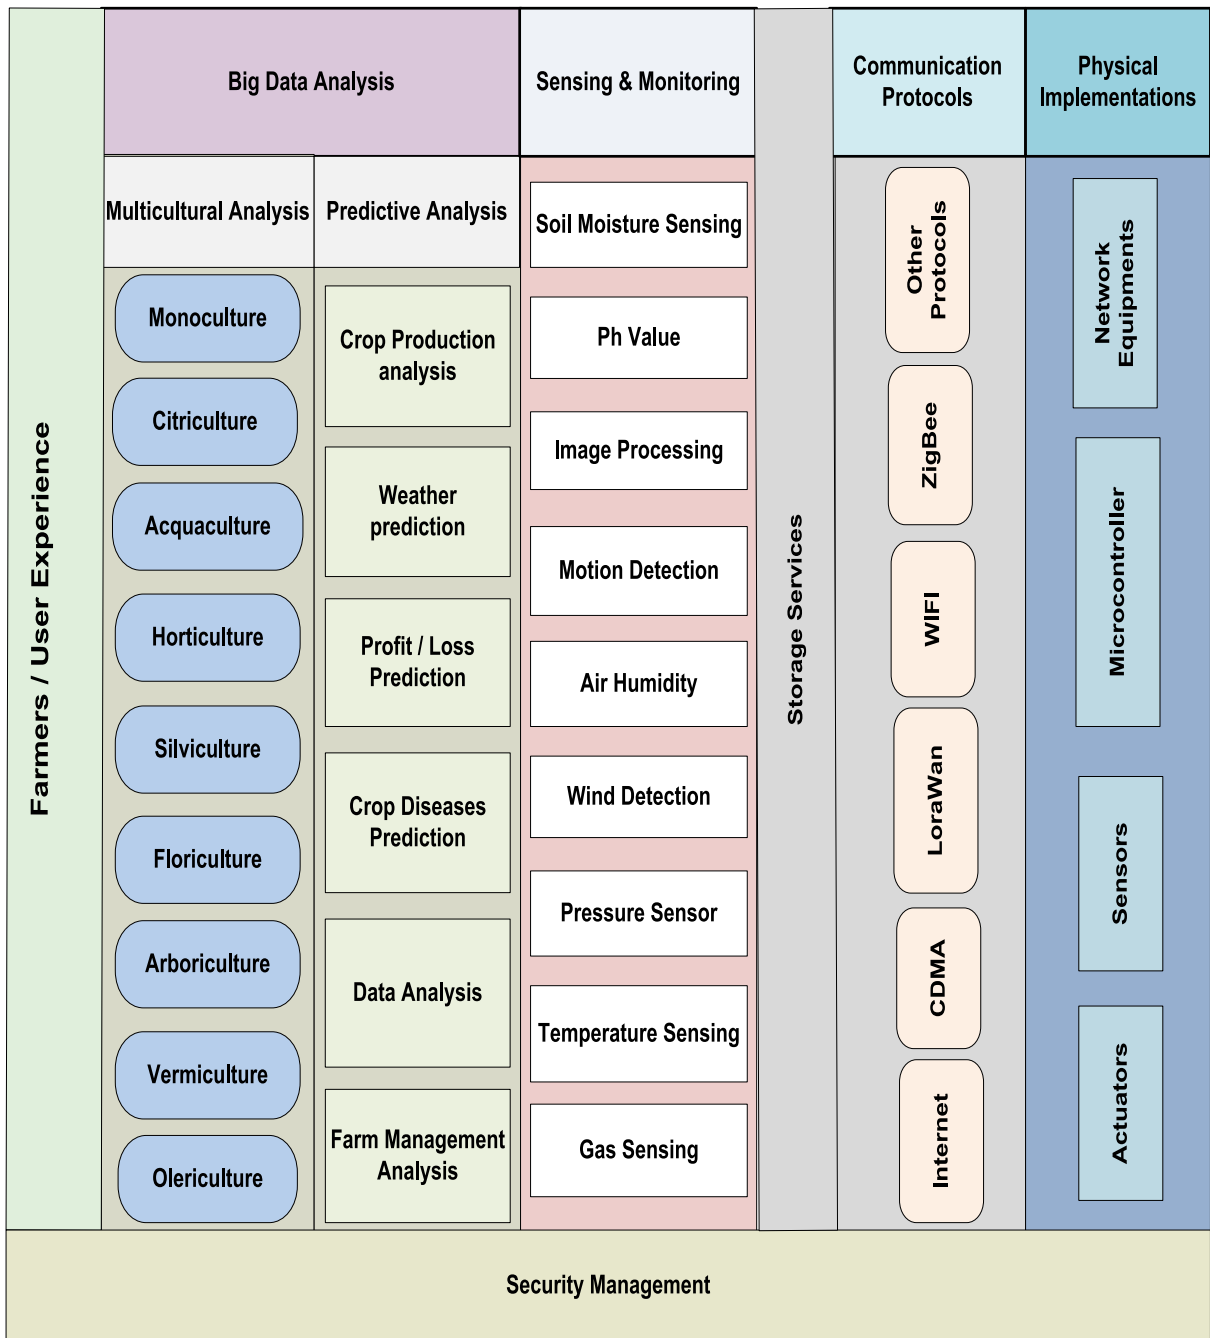 Farmers / User Experience
Big Data Analysis
Multicultural Analysis
Monoculture
Citriculture
Acquaculture
Horticulture
Silviculture
Floriculture
Arboriculture
Vermiculture
Olericulture
Predictive Analysis
Crop Production
analysis
Weather
prediction
Profit / Loss
Prediction
Crop Diseases
Prediction
Data Analysis
Farm Management
Analysis
Sensing & Monitoring
Soil Moisture Sensing
Ph Value
Image Processing
Motion Detection
Air Humidity
Wind Detection
Pressure Sensor
Temperature Sensing
Gas Sensing
Storage Services
Communication
Protocols
Other
Protocols
ZigBee
WIFI
LoraWan
CDMA
Internet
Physical
Implementations
Network
Equipments
Microcontroller
Sensors
Actuators
Security Management